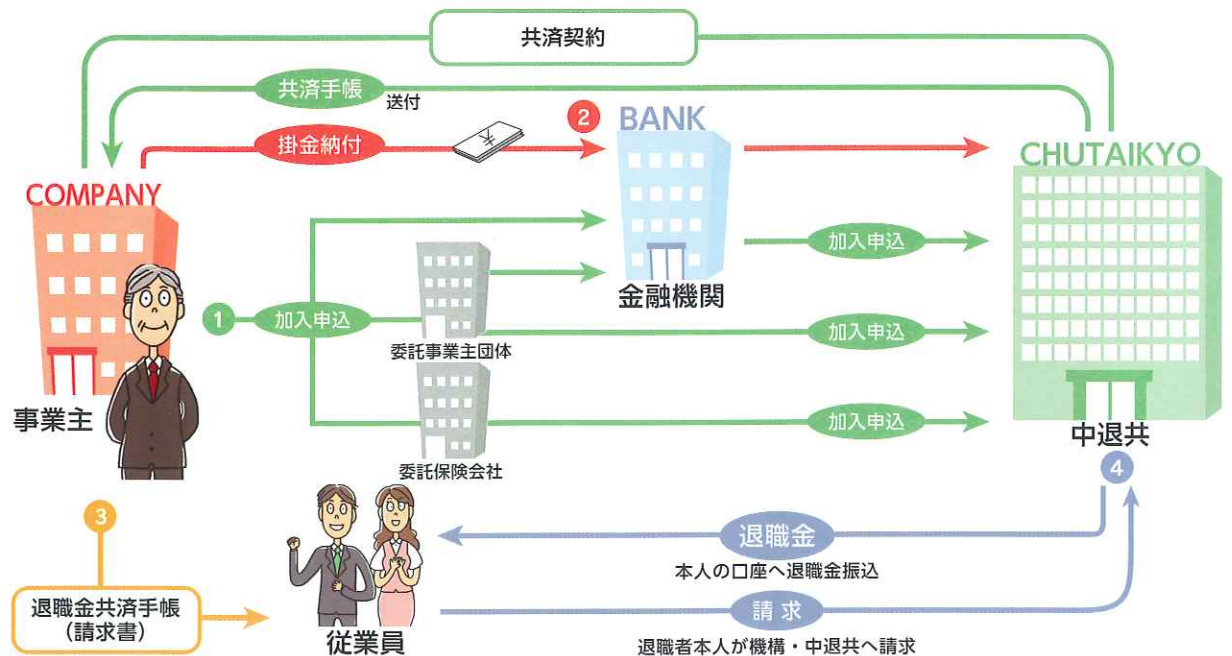 共済契約
共済手帳
送付
掛金納付
¥
2
BANK
CHUTAIKYO
COMPANY
加入申込
金融機関
1
加入申込
委託事業主団体
加入申込
事業主
加入申込
委託保険会社
中退共
4
3
退職金
本人の口座へ退職金振込
退職金共済手帳
(請求書)
従業員
請求
退職者本人が機構・中退共へ請求